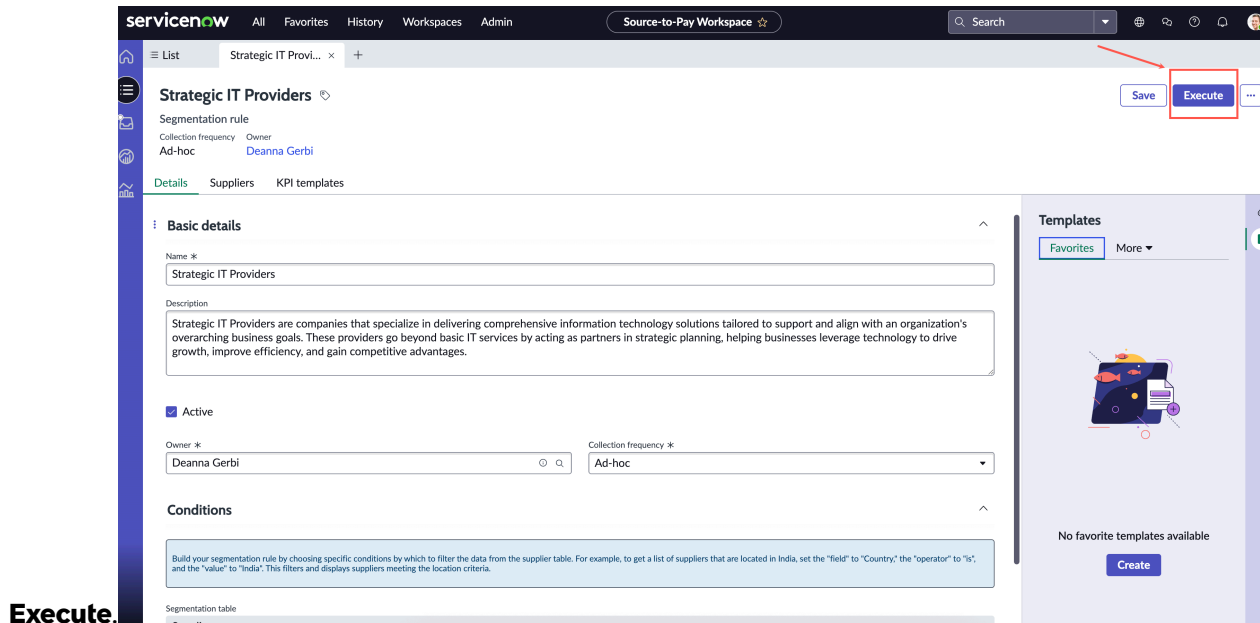 servicenow All Favorites History Workspaces Admin Source-to-Pay Workspace Search
List Strategic IT Provi... × +
Strategic IT Providers
Save Execute ...
Segmentation rule
Collection frequency Owner
Ad-hoc Deanna Gerbi
Details Suppliers KPI templates
Basic details
Name *
Strategic IT Providers
Description
Strategic IT Providers are companies that specialize in delivering comprehensive information technology solutions tailored to support and align with an organization's
overarching business goals. These providers go beyond basic IT services by acting as partners in strategic planning, helping businesses leverage technology to drive
growth, improve efficiency, and gain competitive advantages.
Active
Owner * Collection frequency *
Deanna Gerbi Ad-hoc
Conditions
Build your segmentation rule by choosing specific conditions by which to filter the data from the supplier table. For example, to get a list of suppliers that are located in India, set the "field" to "Country," the "operator" to "is",
and the "value" to "India". This filters and displays suppliers meeting the location criteria.
Segmentation table
Templates
Favorites More
No favorite templates available
Create
Execute.